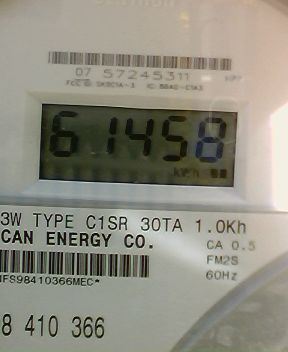 07 57245311
61458
kWh
3W TYPE C1SR 30TA 1.0Kh
CAN ENERGY CO.
CA 0.5
FM2S
60Hz
IFS98410366MEC*
8 410 366